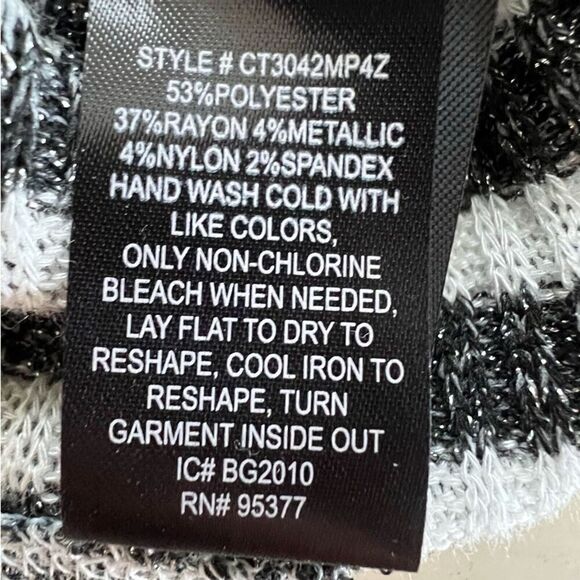 STYLE # CT3042MP4Z
53%POLYESTER
37%RAYON 4%METALLIC
4%NYLON 2%SPANDEX
HAND WASH COLD WITH
LIKE COLORS,
ONLY NON-CHLORINE
BLEACH WHEN NEEDED,
LAY FLAT TO DRY TO
RESHAPE, COOL IRON TO
RESHAPE, TURN
GARMENT INSIDE OUT
IC# BG2010
RN# 95377